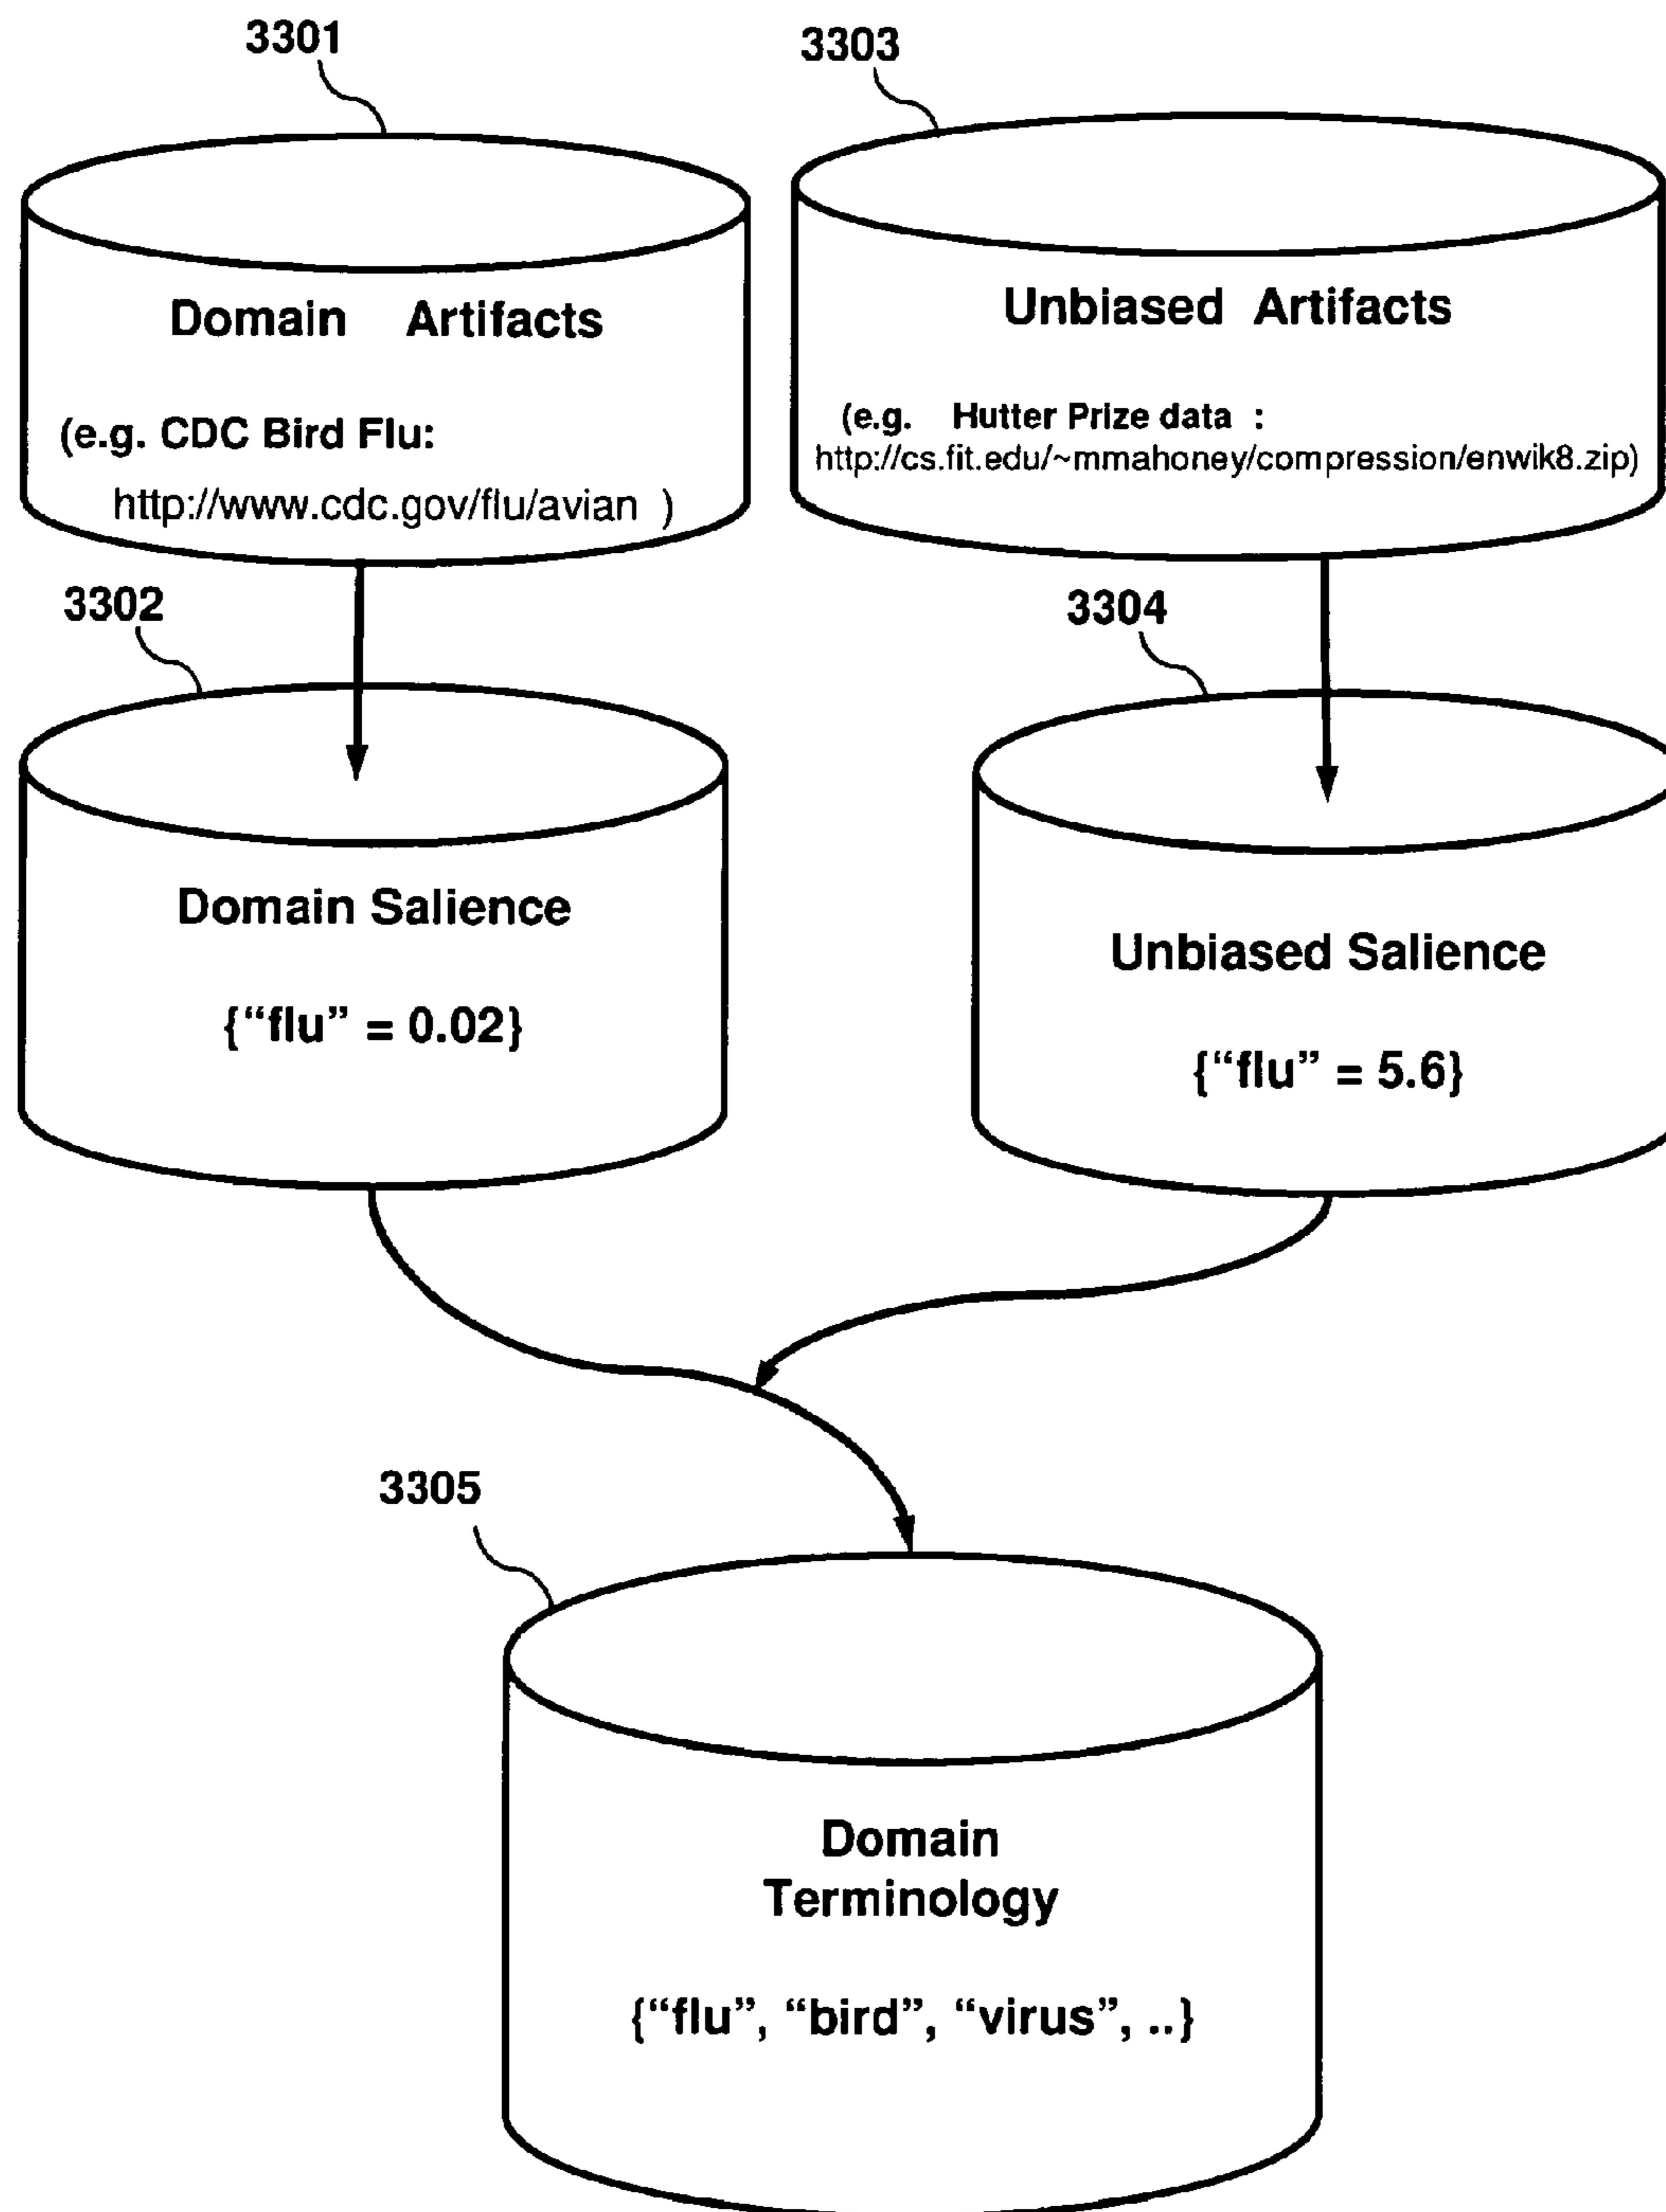 3301
3303
Domain Artifacts
(e.g. CDC Bird Flu:
http://www.cdc.gov/flu/avian )
Unbiased Artifacts
(e.g. Hutter Prize data :
http://cs.fit.edu/~mmahoney/compression/enwik8.zip)
3302
3304
Domain Salience
{“flu” = 0.02}
Unbiased Salience
{“flu” = 5.6}
3305
Domain
Terminology
{“flu”, “bird”, “virus”, ..}